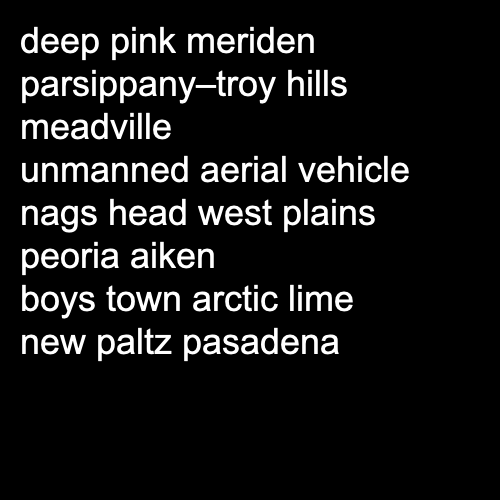 deep pink meriden
parsippany–troy hills
meadville
unmanned aerial vehicle
nags head west plains
peoria aiken
boys town arctic lime
new paltz pasadena